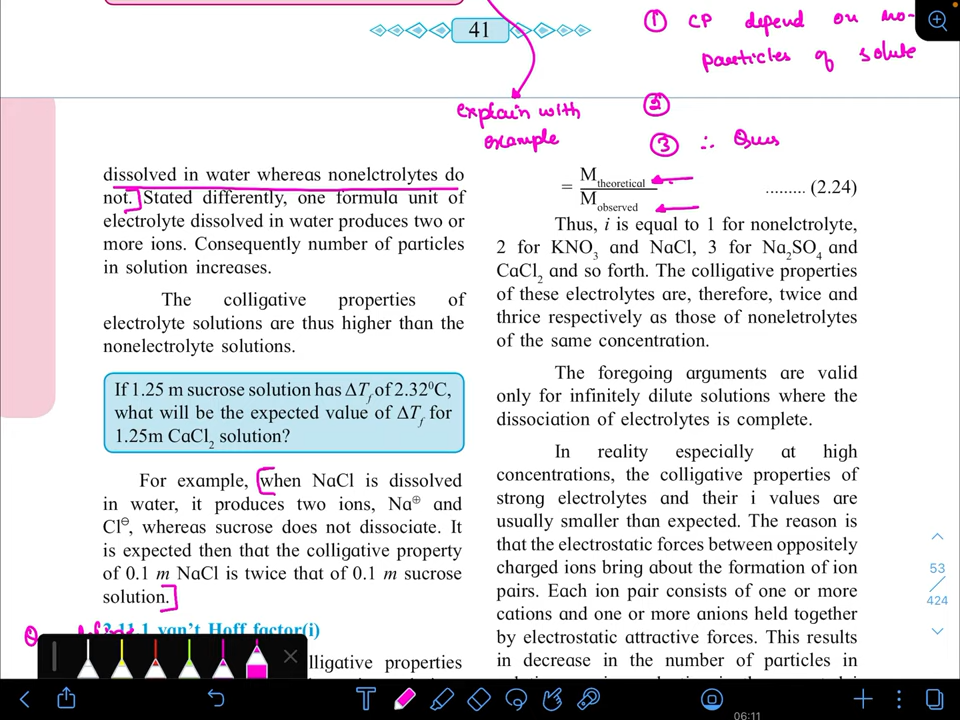 41
① CP depend on no-
particles of solute
explain with
example
②
③ ∴ Qus
dissolved in water whereas nonelctrolytes do
not. Stated differently, one formula unit of
electrolyte dissolved in water produces two or
more ions. Consequently number of particles
in solution increases.
The colligative properties of
electrolyte solutions are thus higher than the
nonelectrolyte solutions.
If 1.25 m sucrose solution has ΔT_f of 2.32⁰C,
what will be the expected value of ΔT_f for
1.25m CaCl₂ solution?
For example, when NaCl is dissolved
in water, it produces two ions, Na⊕ and
Cl⊖, whereas sucrose does not dissociate. It
is expected then that the colligative property
of 0.1 m NaCl is twice that of 0.1 m sucrose
solution.
2.11.1 van't Hoff factor(i)
lligative properties
= M_theoretical / M_observed ......... (2.24)
Thus, i is equal to 1 for nonelctrolyte,
2 for KNO₃ and NaCl, 3 for Na₂SO₄ and
CaCl₂ and so forth. The colligative properties
of these electrolytes are, therefore, twice and
thrice respectively as those of noneletrolytes
of the same concentration.
The foregoing arguments are valid
only for infinitely dilute solutions where the
dissociation of electrolytes is complete.
In reality especially at high
concentrations, the colligative properties of
strong electrolytes and their i values are
usually smaller than expected. The reason is
that the electrostatic forces between oppositely
charged ions bring about the formation of ion
pairs. Each ion pair consists of one or more
cations and one or more anions held together
by electrostatic attractive forces. This results
in decrease in the number of particles in
53
424
06:11